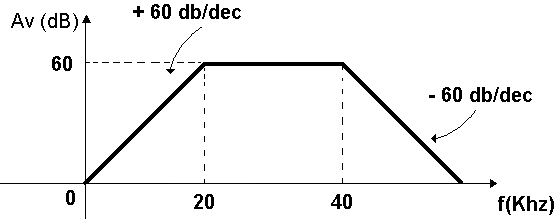 Av (dB)
+ 60 db/dec
60
- 60 db/dec
0
20
40
f(Khz)